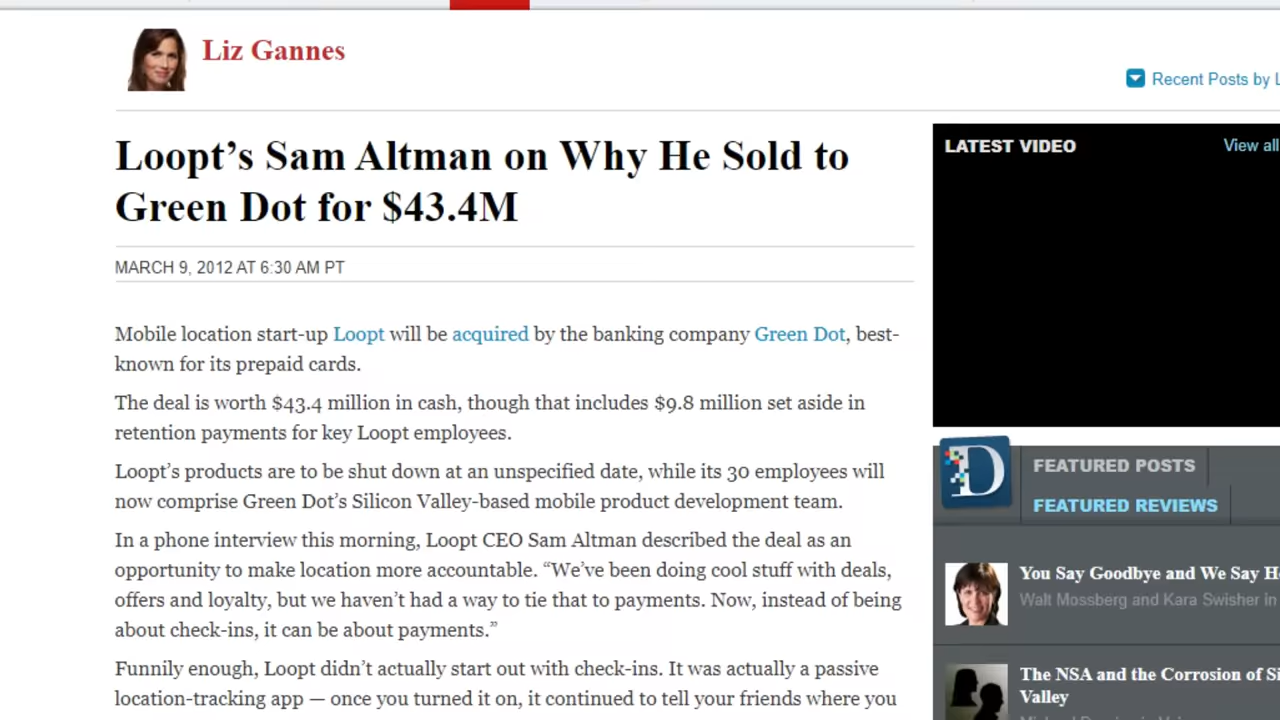 Liz Gannes
Recent Posts by L
Loopt’s Sam Altman on Why He Sold to
Green Dot for $43.4M
MARCH 9, 2012 AT 6:30 AM PT
Mobile location start-up Loopt will be acquired by the banking company Green Dot, best-
known for its prepaid cards.
The deal is worth $43.4 million in cash, though that includes $9.8 million set aside in
retention payments for key Loopt employees.
Loopt’s products are to be shut down at an unspecified date, while its 30 employees will
now comprise Green Dot’s Silicon Valley-based mobile product development team.
In a phone interview this morning, Loopt CEO Sam Altman described the deal as an
opportunity to make location more accountable. “We’ve been doing cool stuff with deals,
offers and loyalty, but we haven’t had a way to tie that to payments. Now, instead of being
about check-ins, it can be about payments.”
Funnily enough, Loopt didn’t actually start out with check-ins. It was actually a passive
location-tracking app — once you turned it on, it continued to tell your friends where you
LATEST VIDEO
View all
D
FEATURED POSTS
FEATURED REVIEWS
You Say Goodbye and We Say H
Walt Mossberg and Kara Swisher in
The NSA and the Corrosion of Si
Valley